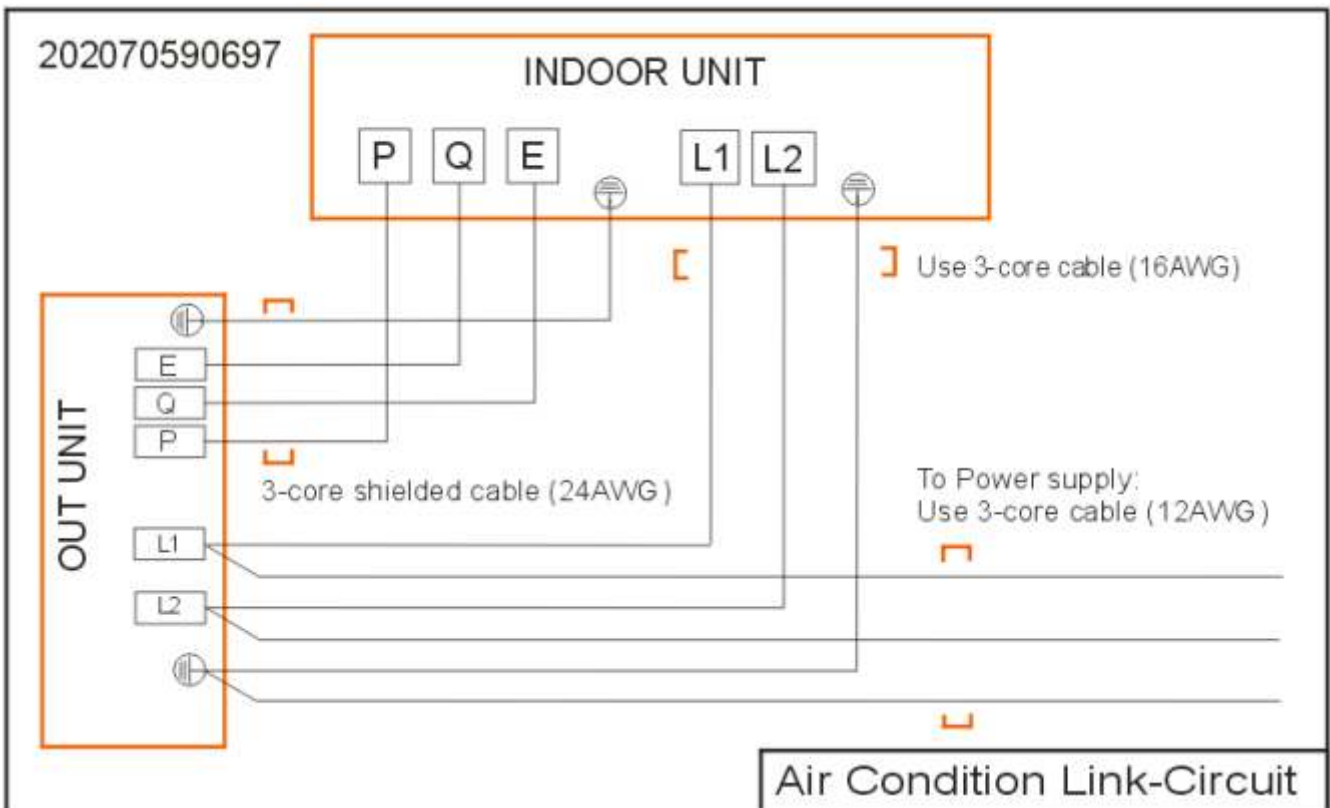 202070590697
INDOOR UNIT
P Q E L1 L2
Use 3-core cable (16AWG)
OUT UNIT
E
Q
P
3-core shielded cable (24AWG)
To Power supply:
Use 3-core cable (12AWG)
L1
L2
Air Condition Link-Circuit